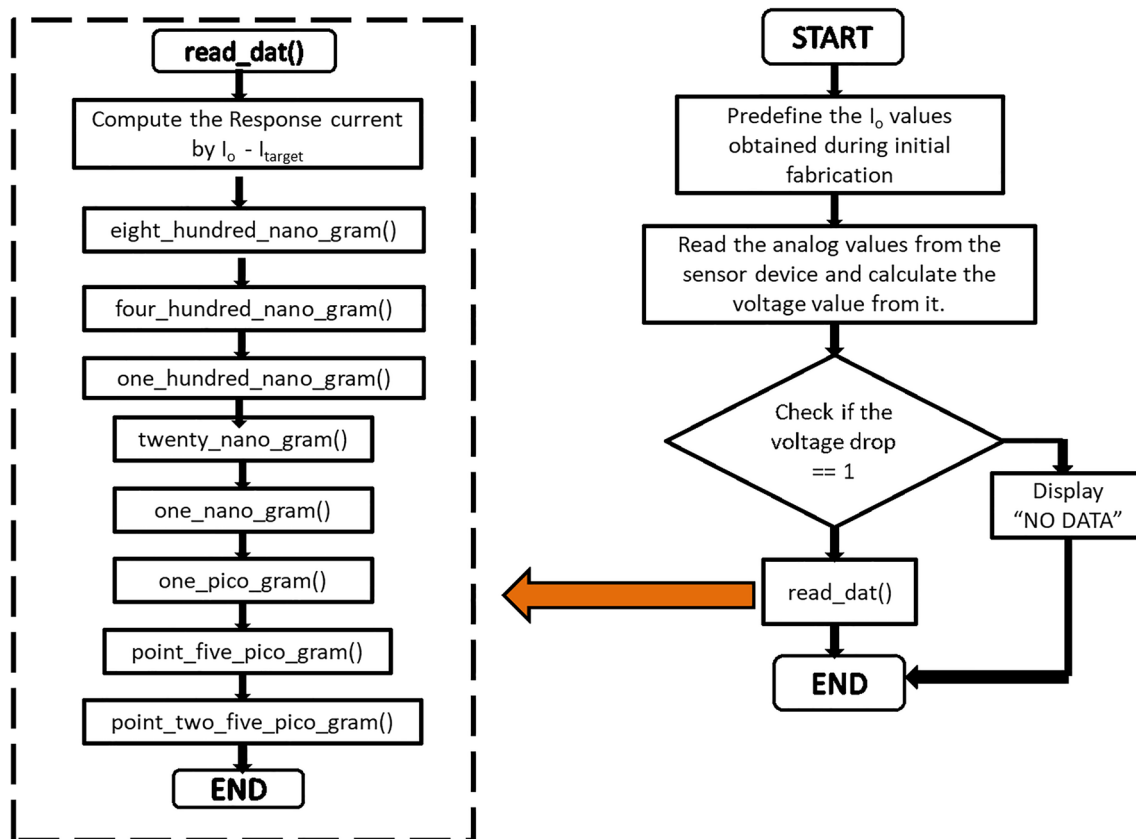 read_dat()
Compute the Response current
by Io - Itarget
eight_hundred_nano_gram()
four_hundred_nano_gram()
one_hundred_nano_gram()
twenty_nano_gram()
one_nano_gram()
one_pico_gram()
point_five_pico_gram()
point_two_five_pico_gram()
END
START
Predefine the Io values
obtained during initial
fabrication
Read the analog values from the
sensor device and calculate the
voltage value from it.
Check if the
voltage drop
== 1
Display
“NO DATA”
read_dat()
END